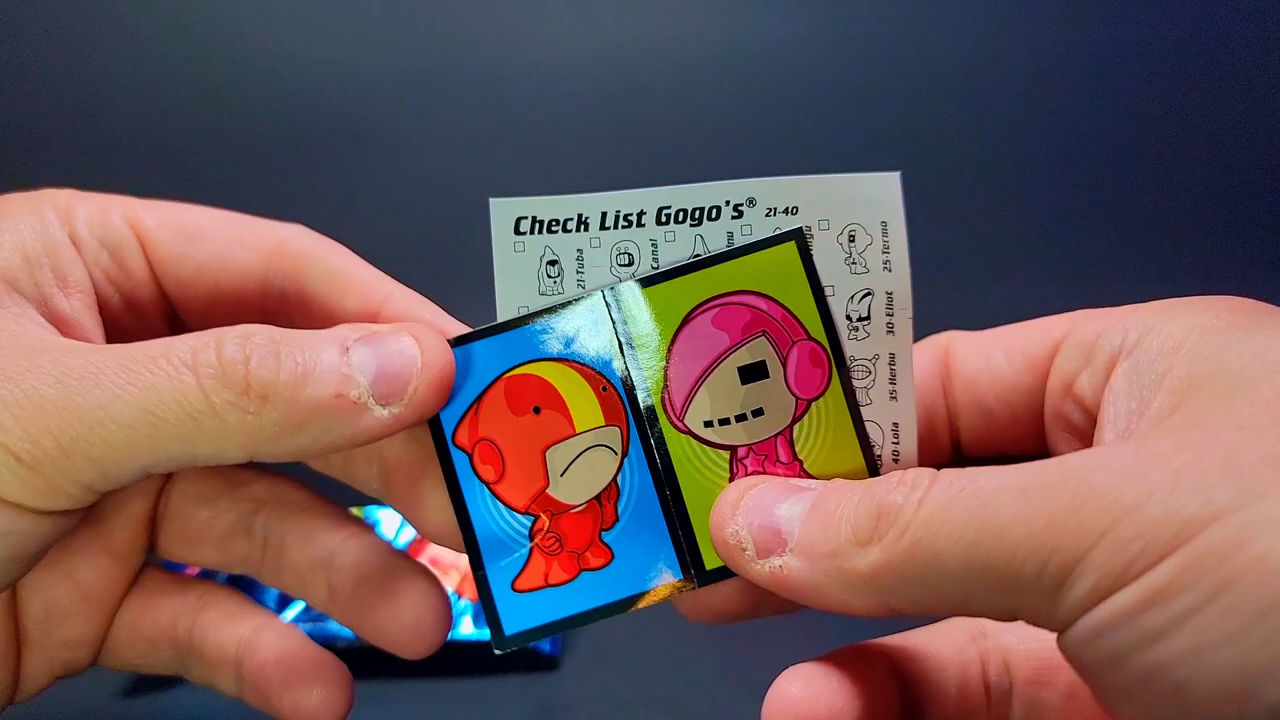 Check List Gogo's® 21-40
21-Tuba
Canal
25-Termo
30-Eliot
35-Herbu
40-Lola